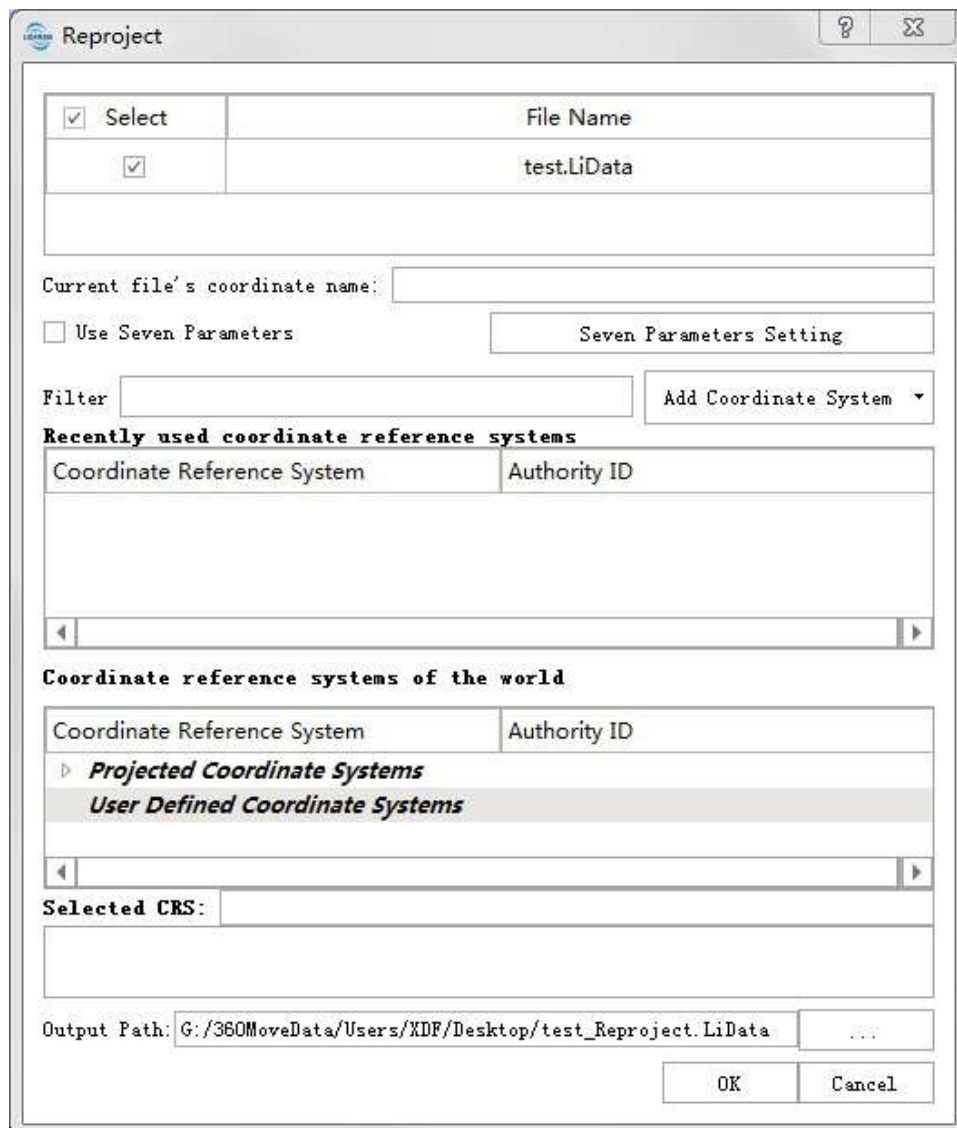 Reproject
Select File Name
test.LiData
Current file's coordinate name:
Use Seven Parameters Seven Parameters Setting
Filter Add Coordinate System
Recently used coordinate reference systems
Coordinate Reference System Authority ID
Coordinate reference systems of the world
Coordinate Reference System Authority ID
Projected Coordinate Systems
User Defined Coordinate Systems
Selected CRS:
Output Path: G:/360MoveData/Users/XDF/Desktop/test_Reproject.LiData ...
OK Cancel